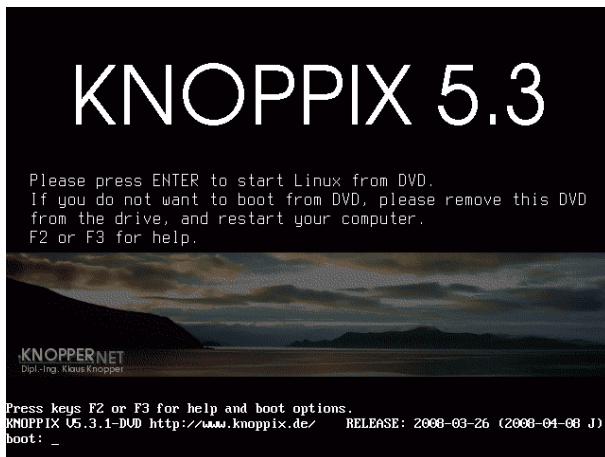 KNOPPIX 5.3
Please press ENTER to start Linux from DVD.
If you do not want to boot from DVD, please remove this DVD
from the drive, and restart your computer.
F2 or F3 for help.
KNOPPERNET
Dipl.-Ing. Klaus Knopper
Press keys F2 or F3 for help and boot options.
KNOPPIX V5.3.1-DVD http://www.knoppix.de/ RELEASE: 2008-03-26 (2008-04-08 J)
boot: _